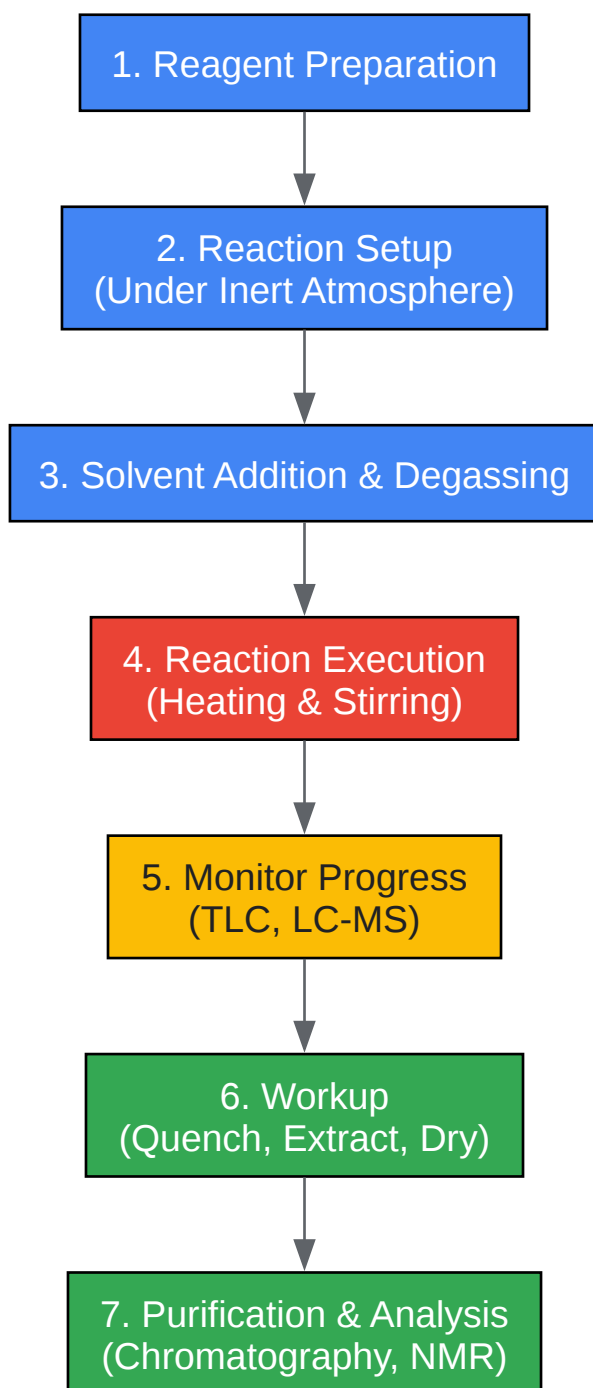 1. Reagent Preparation
2. Reaction Setup
(Under Inert Atmosphere)
3. Solvent Addition & Degassing
4. Reaction Execution
(Heating & Stirring)
5. Monitor Progress
(TLC, LC-MS)
6. Workup
(Quench, Extract, Dry)
7. Purification & Analysis
(Chromatography, NMR)